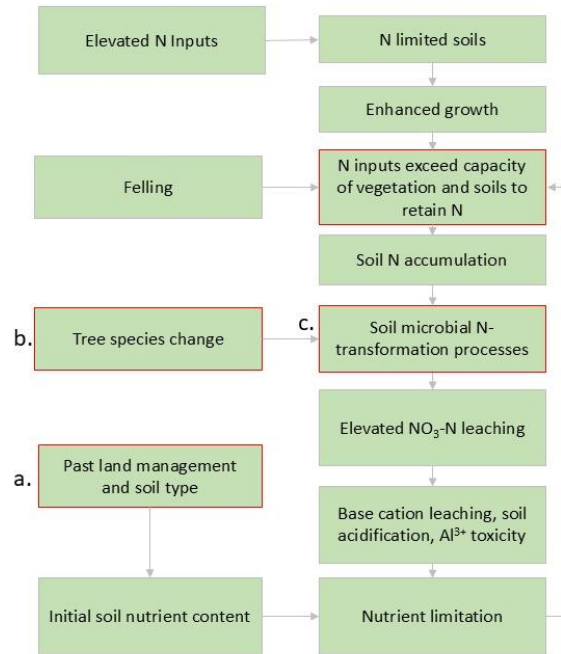 Elevated N Inputs
N limited soils
Enhanced growth
Felling
N inputs exceed capacity
of vegetation and soils to
retain N
Soil N accumulation
b.
Tree species change
c.
Soil microbial N-
transformation processes
Elevated NO₃-N leaching
a.
Past land management
and soil type
Base cation leaching, soil
acidification, Al³⁺ toxicity
Initial soil nutrient content
Nutrient limitation